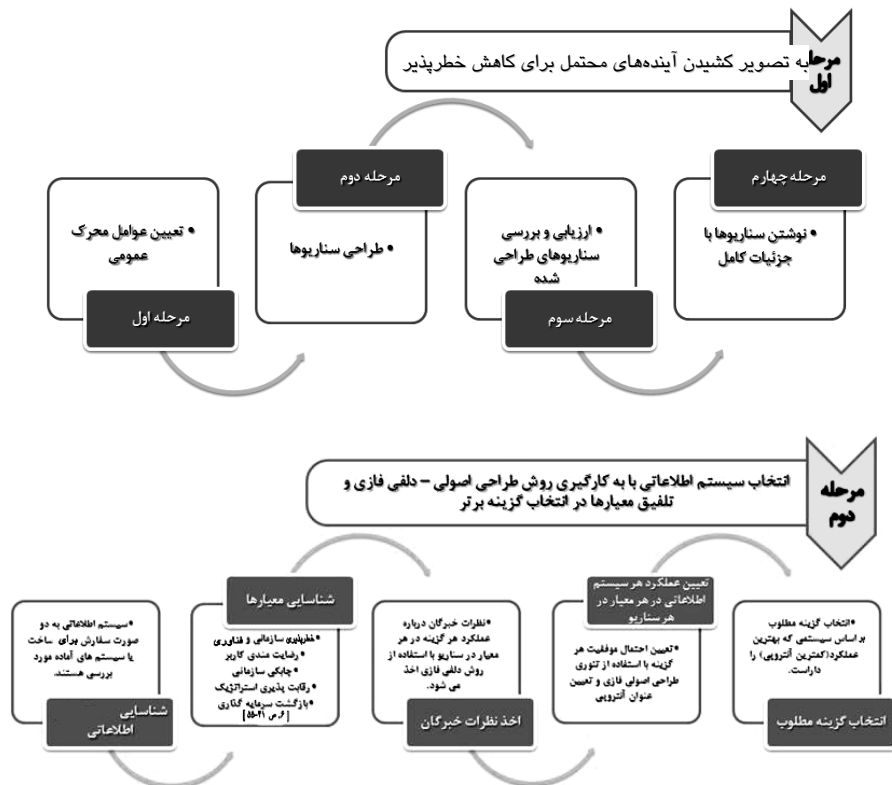 مرحله
اول
به تصویر کشیدن آینده‌های محتمل برای کاهش خطرپذیر
• تعیین عوامل محرک
عمومی
مرحله اول
مرحله دوم
• طراحی سناریوها
• ارزیابی و بررسی
سناریوهای طراحی
شده
مرحله سوم
مرحله چهارم
• نوشتن سناریوها با
جزئیات کامل
مرحله
دوم
انتخاب سیستم اطلاعاتی با به کارگیری روش طراحی اصولی – دلفی فازی و
تلفیق معیارها در انتخاب گزینه برتر
•سیستم اطلاعاتی به دو
صورت سفارش برای ساخت
یا سیستم های آماده مورد
بررسی هستند.
شناسایی
اطلاعاتی
شناسایی معیارها
•خطرپذیری سازمانی و فناوری
•رضایت مندی کاربر
•چابکی سازمانی
•رقابت پذیری استراتژیک
•بازگشت سرمایه گذاری
[۶، ص ۲۱-۵۵]
•نظرات خبرگان درباره
عملکرد هر گزینه در هر
معیار در سناریو با استفاده از
روش دلفی فازی اخذ
می شود.
اخذ نظرات خبرگان
تعیین عملکرد هر سیستم
اطلاعاتی در هر معیار در
هر سناریو
•تعیین احتمال موفقیت هر
گزینه با استفاده از تئوری
طراحی اصولی فازی و تعیین
عنوان آنتروپی
•انتخاب گزینه مطلوب
بر اساس سیستمی که بهترین
عملکرد(کمترین آنتروپی) را
داراست.
انتخاب گزینه مطلوب